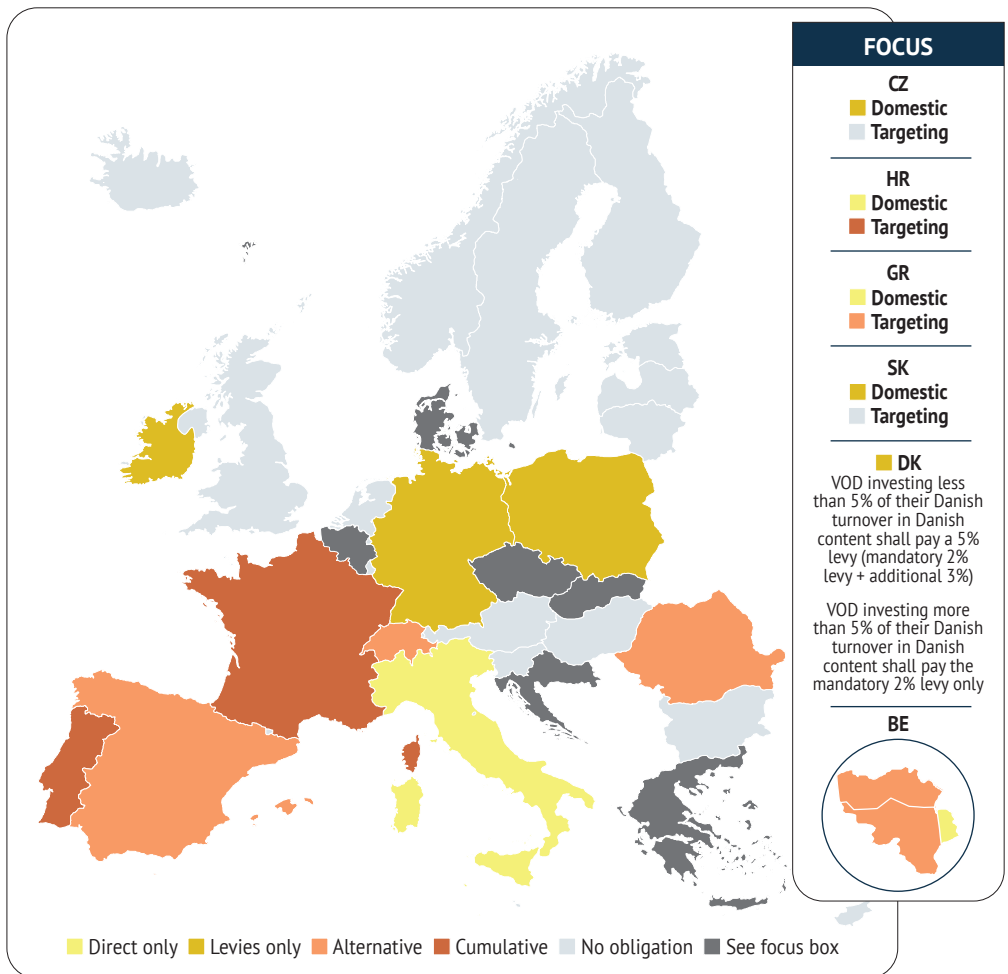 FOCUS
CZ
Domestic
Targeting
HR
Domestic
Targeting
GR
Domestic
Targeting
SK
Domestic
Targeting
DK
VOD investing less
than 5% of their Danish
turnover in Danish
content shall pay a 5%
levy (mandatory 2%
levy + additional 3%)
VOD investing more
than 5% of their Danish
turnover in Danish
content shall pay the
mandatory 2% levy only
BE
Direct only Levies only Alternative Cumulative No obligation See focus box